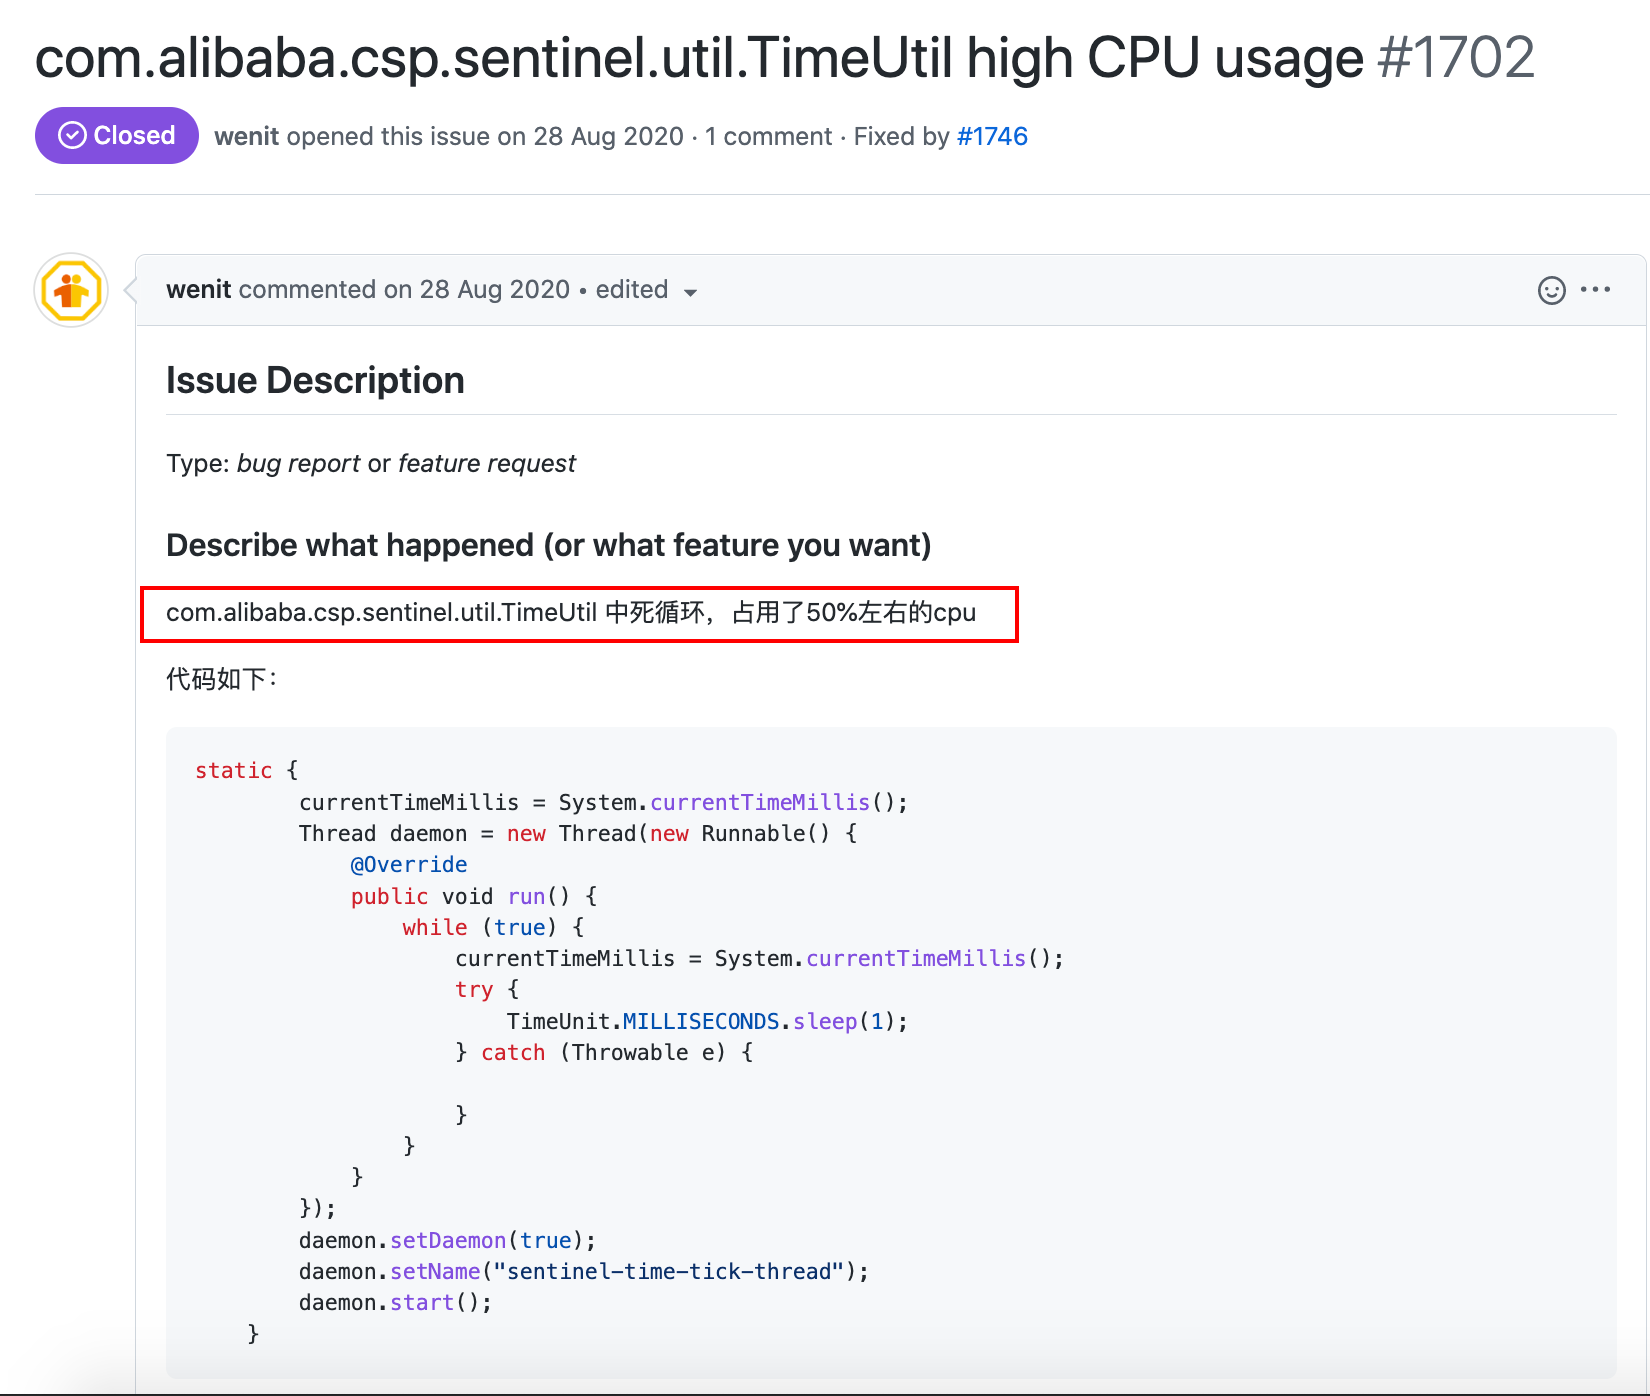 com.alibaba.csp.sentinel.util.TimeUtil high CPU usage #1702
Closed wenit opened this issue on 28 Aug 2020 · 1 comment · Fixed by #1746
wenit commented on 28 Aug 2020 • edited
Issue Description
Type: bug report or feature request
Describe what happened (or what feature you want)
com.alibaba.csp.sentinel.util.TimeUtil 中死循环，占用了50%左右的cpu
代码如下：
static {
        currentTimeMillis = System.currentTimeMillis();
        Thread daemon = new Thread(new Runnable() {
            @Override
            public void run() {
                while (true) {
                    currentTimeMillis = System.currentTimeMillis();
                    try {
                        TimeUnit.MILLISECONDS.sleep(1);
                    } catch (Throwable e) {

                    }
                }
            }
        });
        daemon.setDaemon(true);
        daemon.setName("sentinel-time-tick-thread");
        daemon.start();
    }